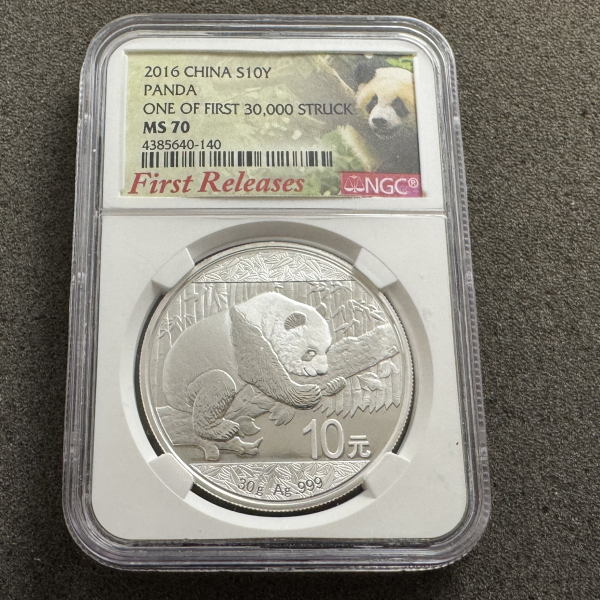 2016 CHINA S10Y
PANDA
ONE OF FIRST 30,000 STRUCK
MS 70
4385640-140
First Releases
NGC®
10元
30g Ag 999